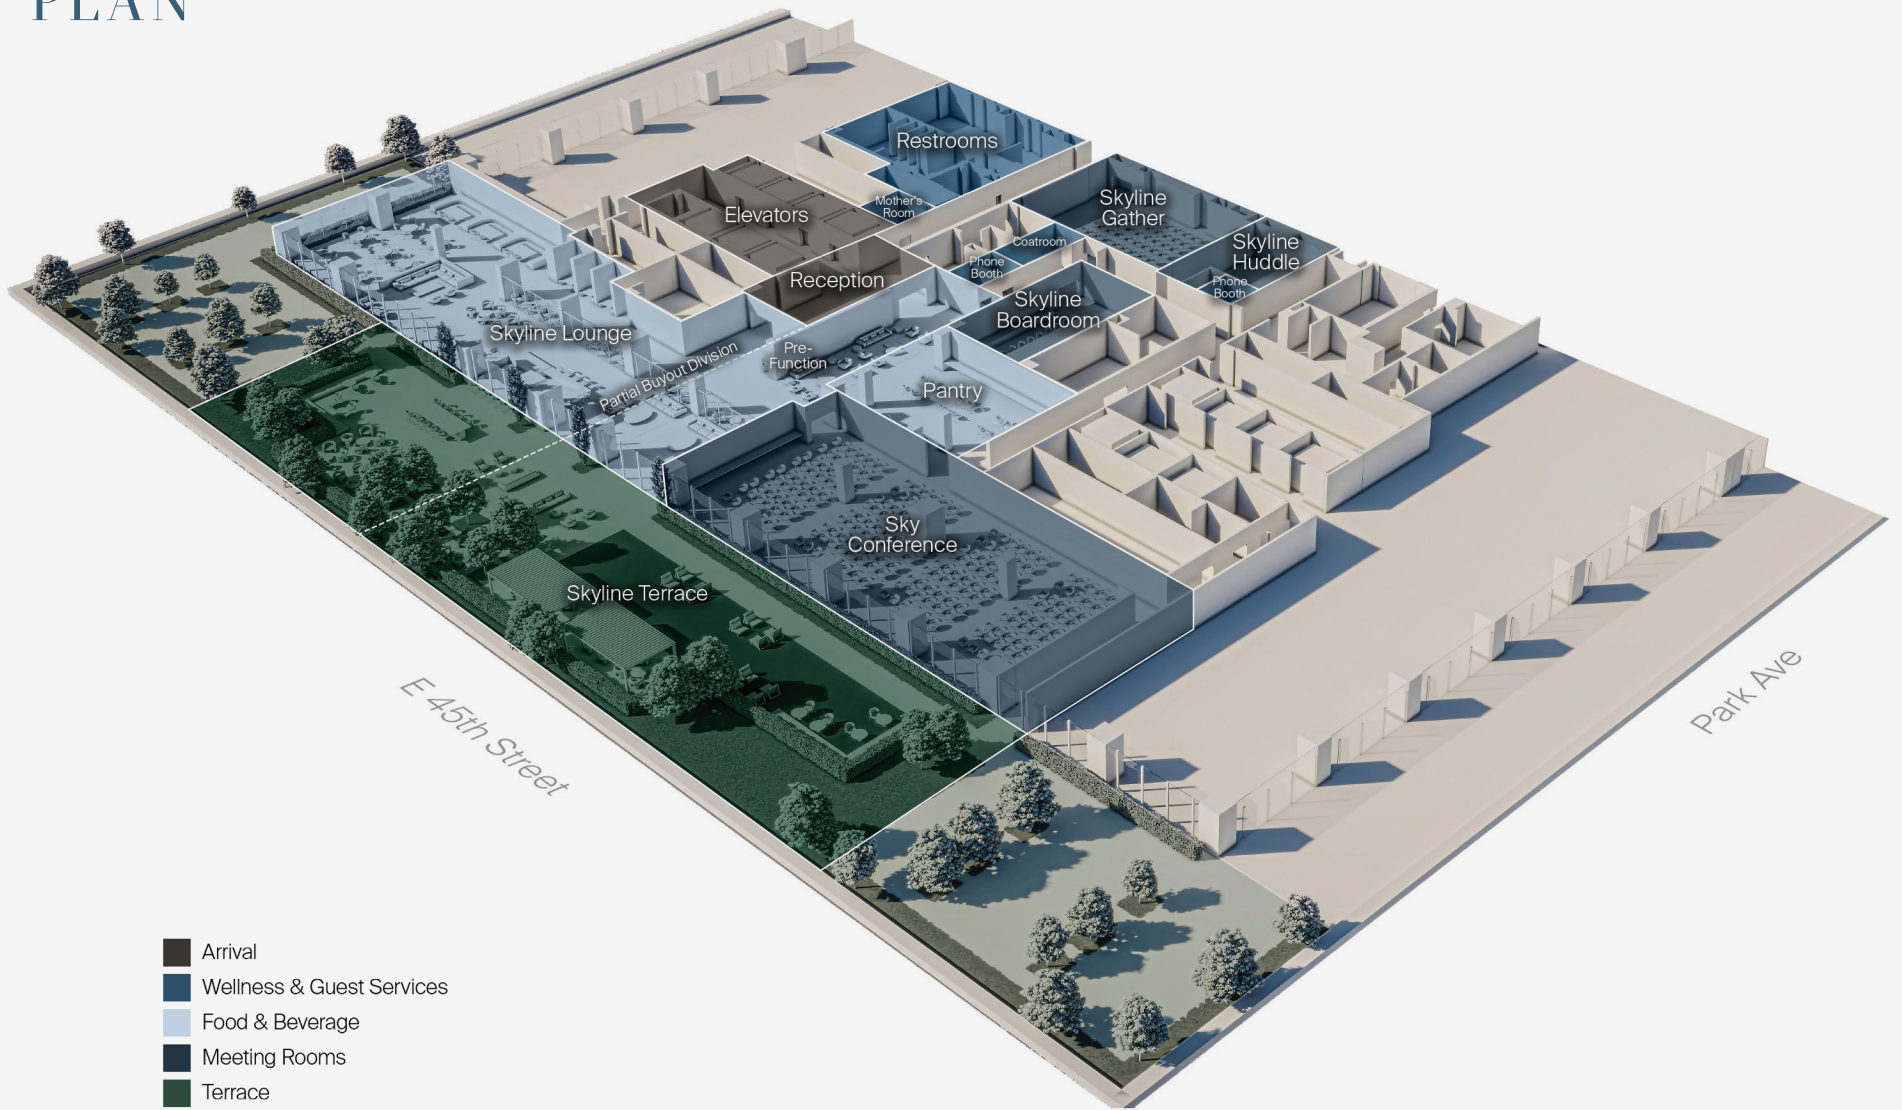 PLAN
Restrooms
Mother's
Room
Skyline
Gather
Elevators
Coatroom
Skyline
Huddle
Phone
Booth
Reception
Phone
Booth
Skyline
Boardroom
Skyline Lounge
Partial Buyout Division
Pre-
Function
Pantry
Sky
Conference
Skyline Terrace
E 45th Street
Park Ave
Arrival
Wellness & Guest Services
Food & Beverage
Meeting Rooms
Terrace